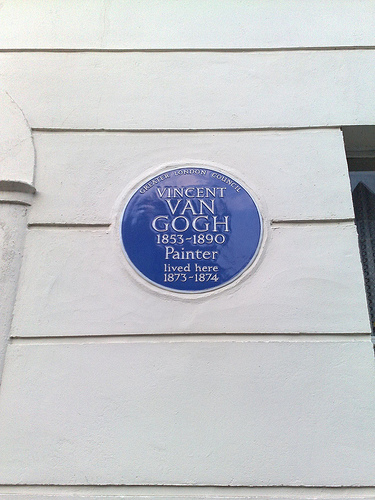 GREATER LONDON COUNCIL
VINCENT
VAN
GOGH
1853-1890
Painter
lived here
1873-1874